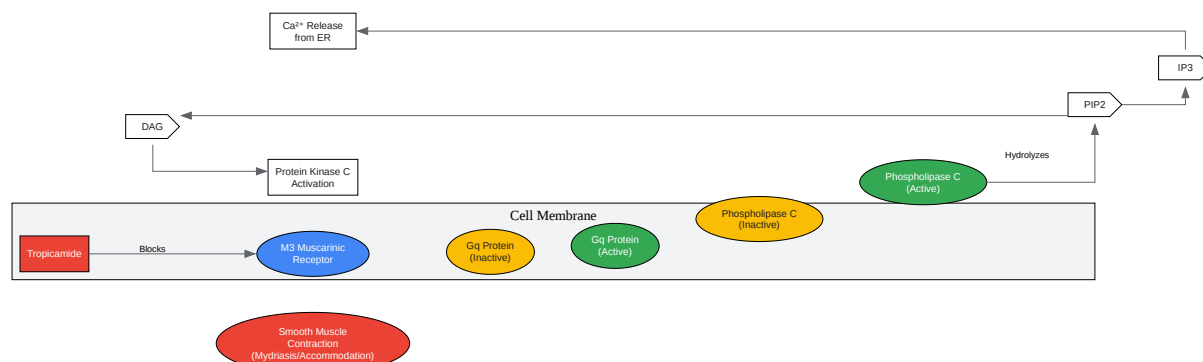 Ca²⁺ Release
from ER
IP3
PIP2
DAG
Hydrolyzes
Protein Kinase C
Activation
Phospholipase C
(Active)
Cell Membrane
Phospholipase C
(Inactive)
Tropicamide
Blocks
M3 Muscarinic
Receptor
Gq Protein
(Inactive)
Gq Protein
(Active)
Smooth Muscle
Contraction
(Mydriasis/Accommodation)